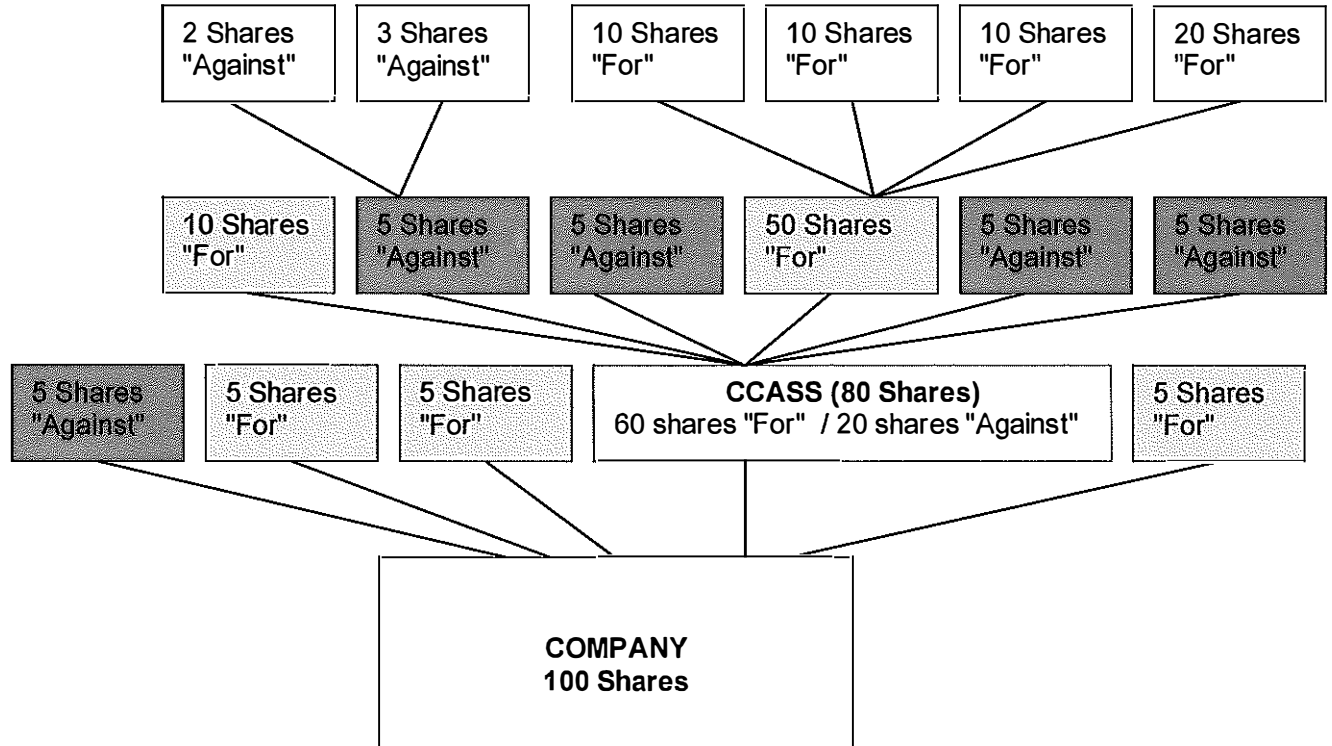 2 Shares
"Against"
3 Shares
"Against"
10 Shares
"For"
10 Shares
"For"
10 Shares
"For"
20 Shares
"For"
10 Shares
"For"
5 Shares
"Against"
5 Shares
"Against"
50 Shares
"For"
5 Shares
"Against"
5 Shares
"Against"
5 Shares
"Against"
5 Shares
"For"
5 Shares
"For"
CCASS (80 Shares)
60 shares "For" / 20 shares "Against"
5 Shares
"For"
COMPANY
100 Shares